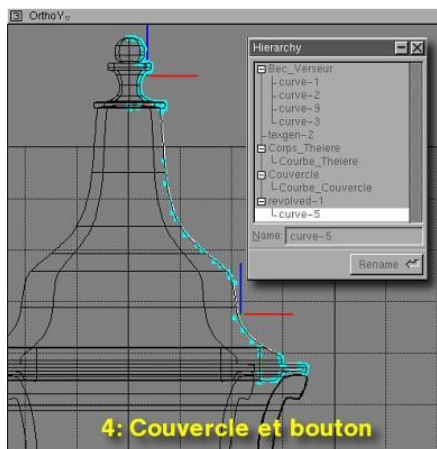 3 OrthoY
Hierarchy
Bec_Verseur
curve-1
curve-2
curve-9
curve-3
texgen-2
Corps_Theiere
Courbe_Theiere
Couvercle
Courbe_Couvercle
revolved-1
curve-5
Name: curve-5
Rename
4: Couvercle et bouton